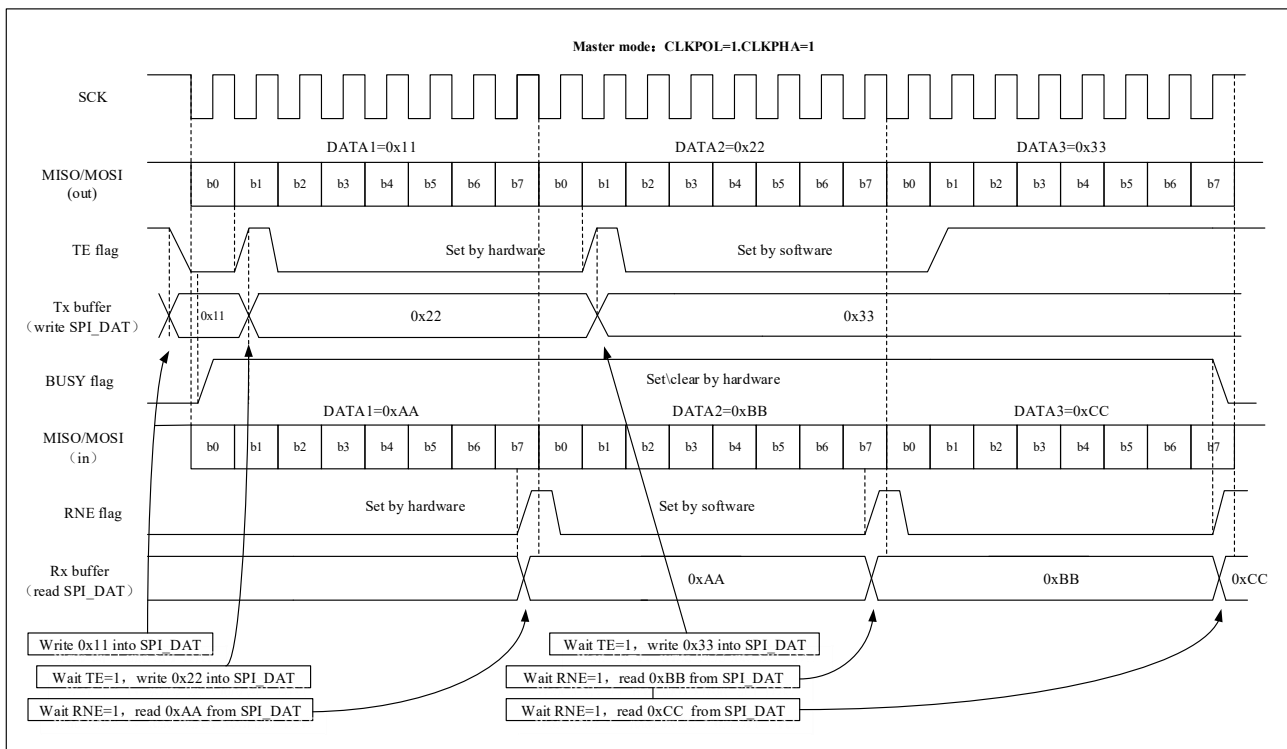 Master mode：CLKPOL=1.CLKPHA=1
SCK
DATA1=0x11 DATA2=0x22 DATA3=0x33
MISO/MOSI
(out)
b0 b1 b2 b3 b4 b5 b6 b7 b0 b1 b2 b3 b4 b5 b6 b7 b0 b1 b2 b3 b4 b5 b6 b7
TE flag
Set by hardware Set by software
Tx buffer
（write SPI_DAT）
0x11 0x22 0x33
BUSY flag
Set\clear by hardware
DATA1=0xAA DATA2=0xBB DATA3=0xCC
MISO/MOSI
（in）
b0 b1 b2 b3 b4 b5 b6 b7 b0 b1 b2 b3 b4 b5 b6 b7 b0 b1 b2 b3 b4 b5 b6 b7
RNE flag
Set by hardware Set by software
Rx buffer
（read SPI_DAT）
0xAA 0xBB 0xCC
Write 0x11 into SPI_DAT
Wait TE=1，write 0x33 into SPI_DAT
Wait TE=1，write 0x22 into SPI_DAT
Wait RNE=1，read 0xBB from SPI_DAT
Wait RNE=1，read 0xAA from SPI_DAT
Wait RNE=1，read 0xCC from SPI_DAT